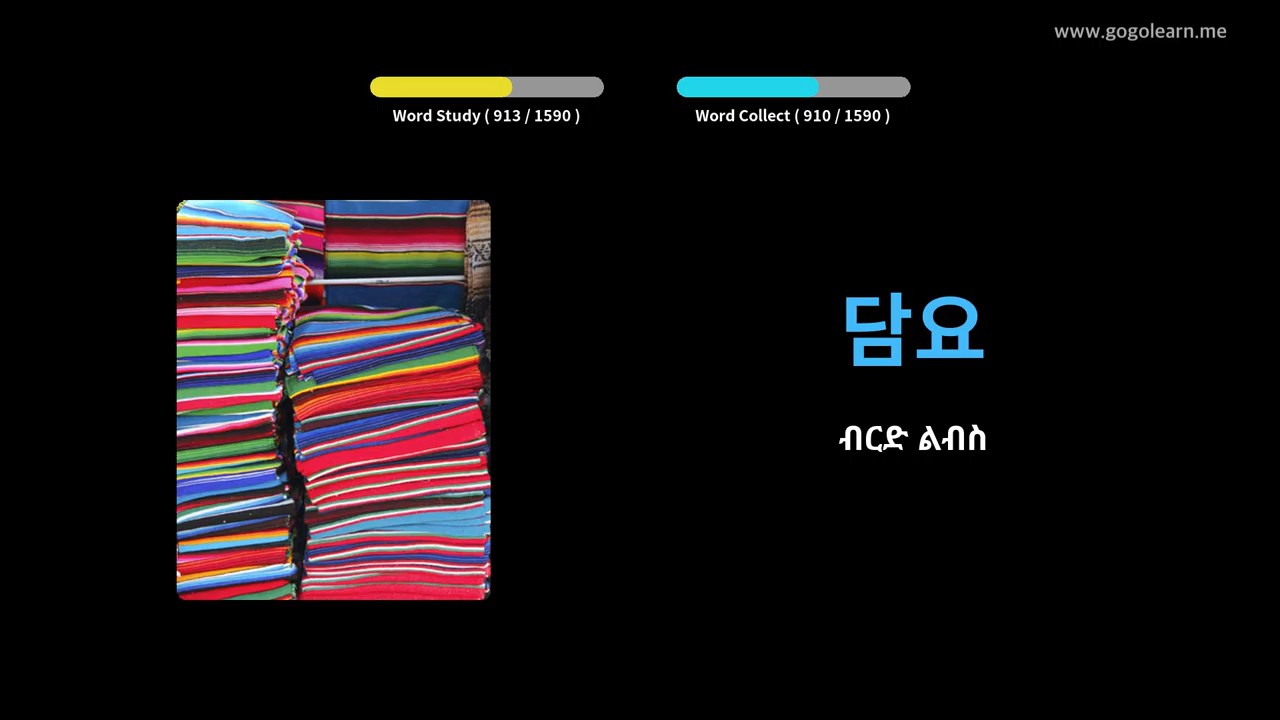 www.gogolearn.me
Word Study ( 913 / 1590 )
Word Collect ( 910 / 1590 )
담요
ብርድ ልብስ